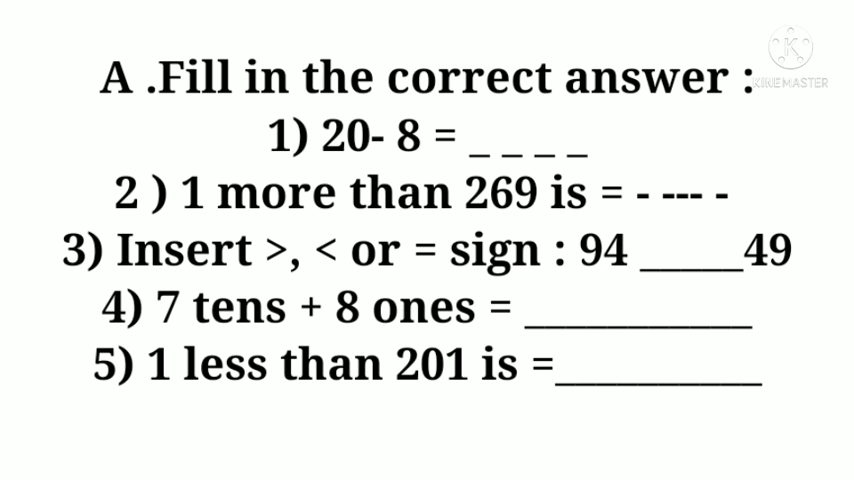 A .Fill in the correct answer :
KINEMASTER
1) 20- 8 = _ _ _ _
2 ) 1 more than 269 is = - --- -
3) Insert >, < or = sign : 94 _____49
4) 7 tens + 8 ones = ___________
5) 1 less than 201 is =__________